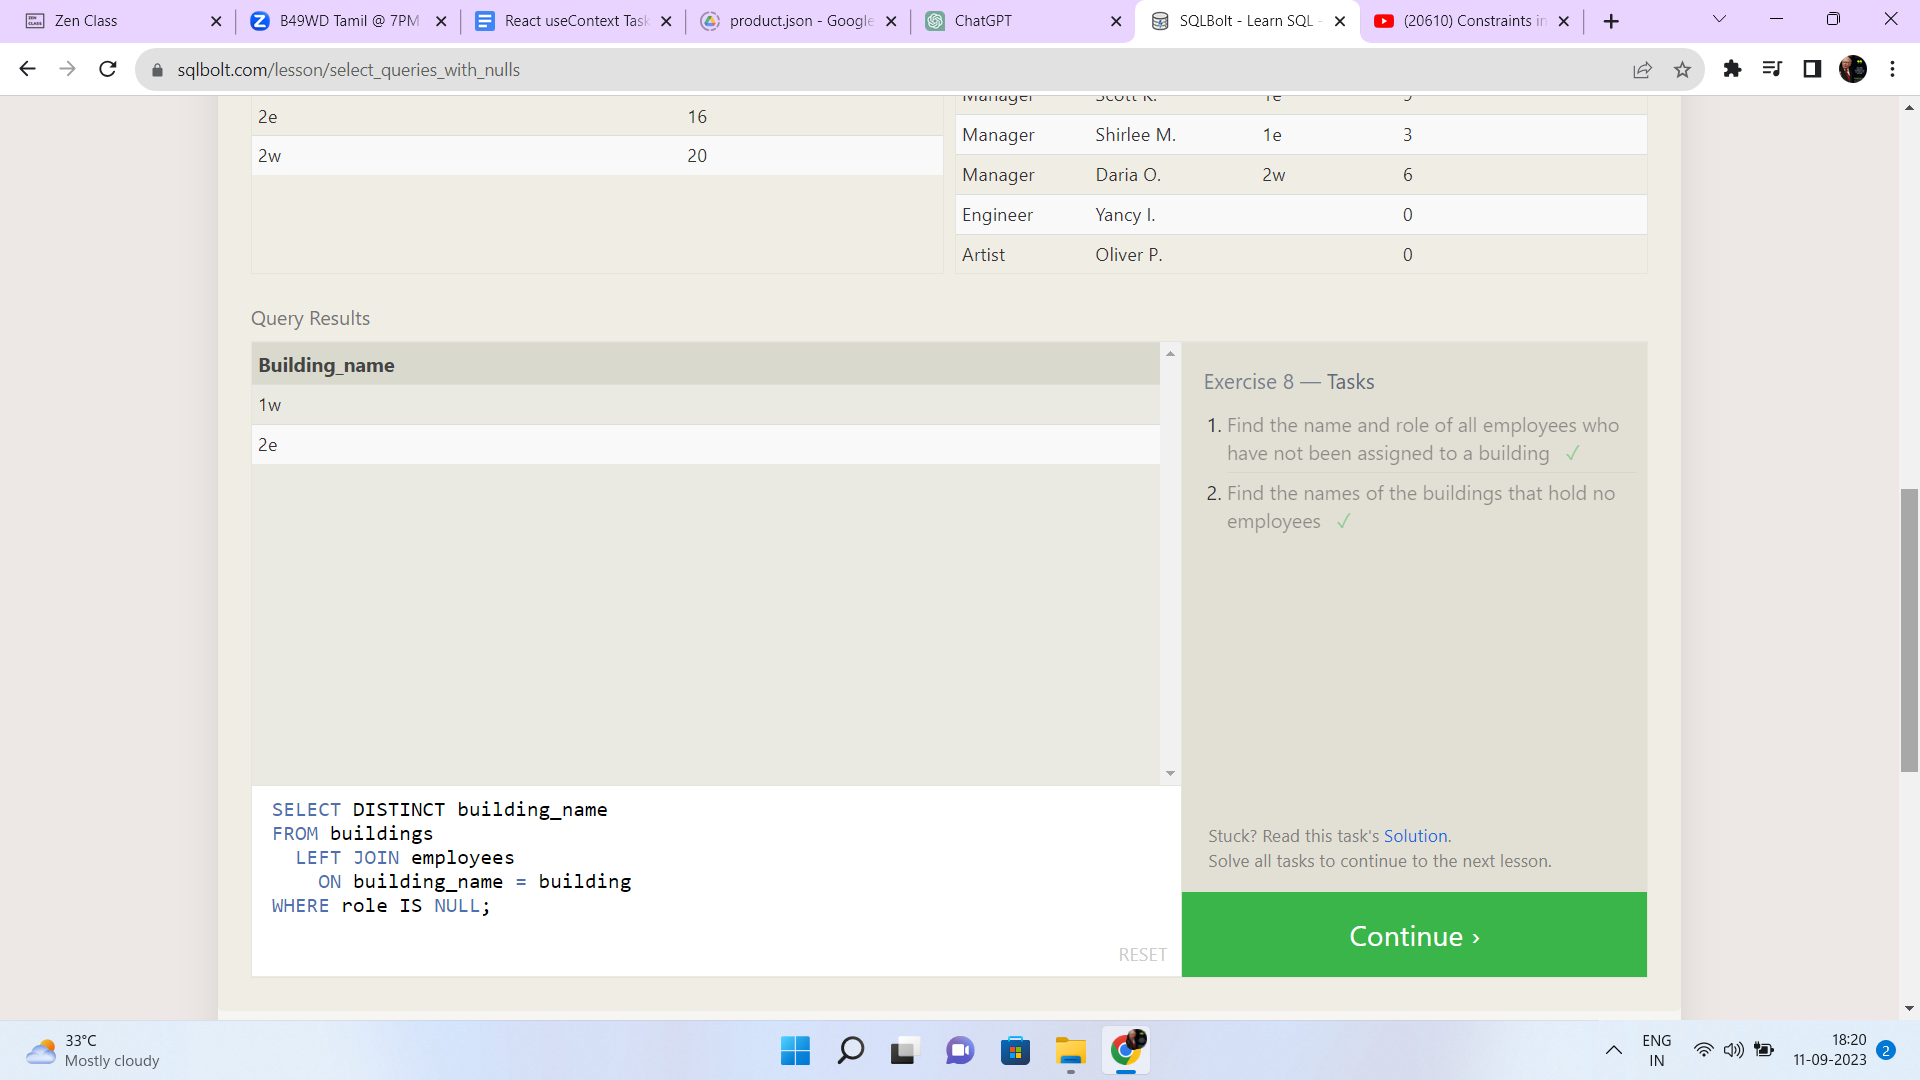 Zen Class
B49WD Tamil @ 7PM
React useContext Task
product.json - Google
ChatGPT
SQLBolt - Learn SQL -
(20610) Constraints in
sqlbolt.com/lesson/select_queries_with_nulls
2e 16
2w 20
Manager Scott K. 1e 9
Manager Shirlee M. 1e 3
Manager Daria O. 2w 6
Engineer Yancy I. 0
Artist Oliver P. 0
Query Results
Building_name
1w
2e
Exercise 8 — Tasks
1. Find the name and role of all employees who
have not been assigned to a building ✓
2. Find the names of the buildings that hold no
employees ✓
SELECT DISTINCT building_name
FROM buildings
LEFT JOIN employees
ON building_name = building
WHERE role IS NULL;
RESET
Stuck? Read this task's Solution.
Solve all tasks to continue to the next lesson.
Continue ›
33°C
Mostly cloudy
ENG
IN
18:20
11-09-2023
2